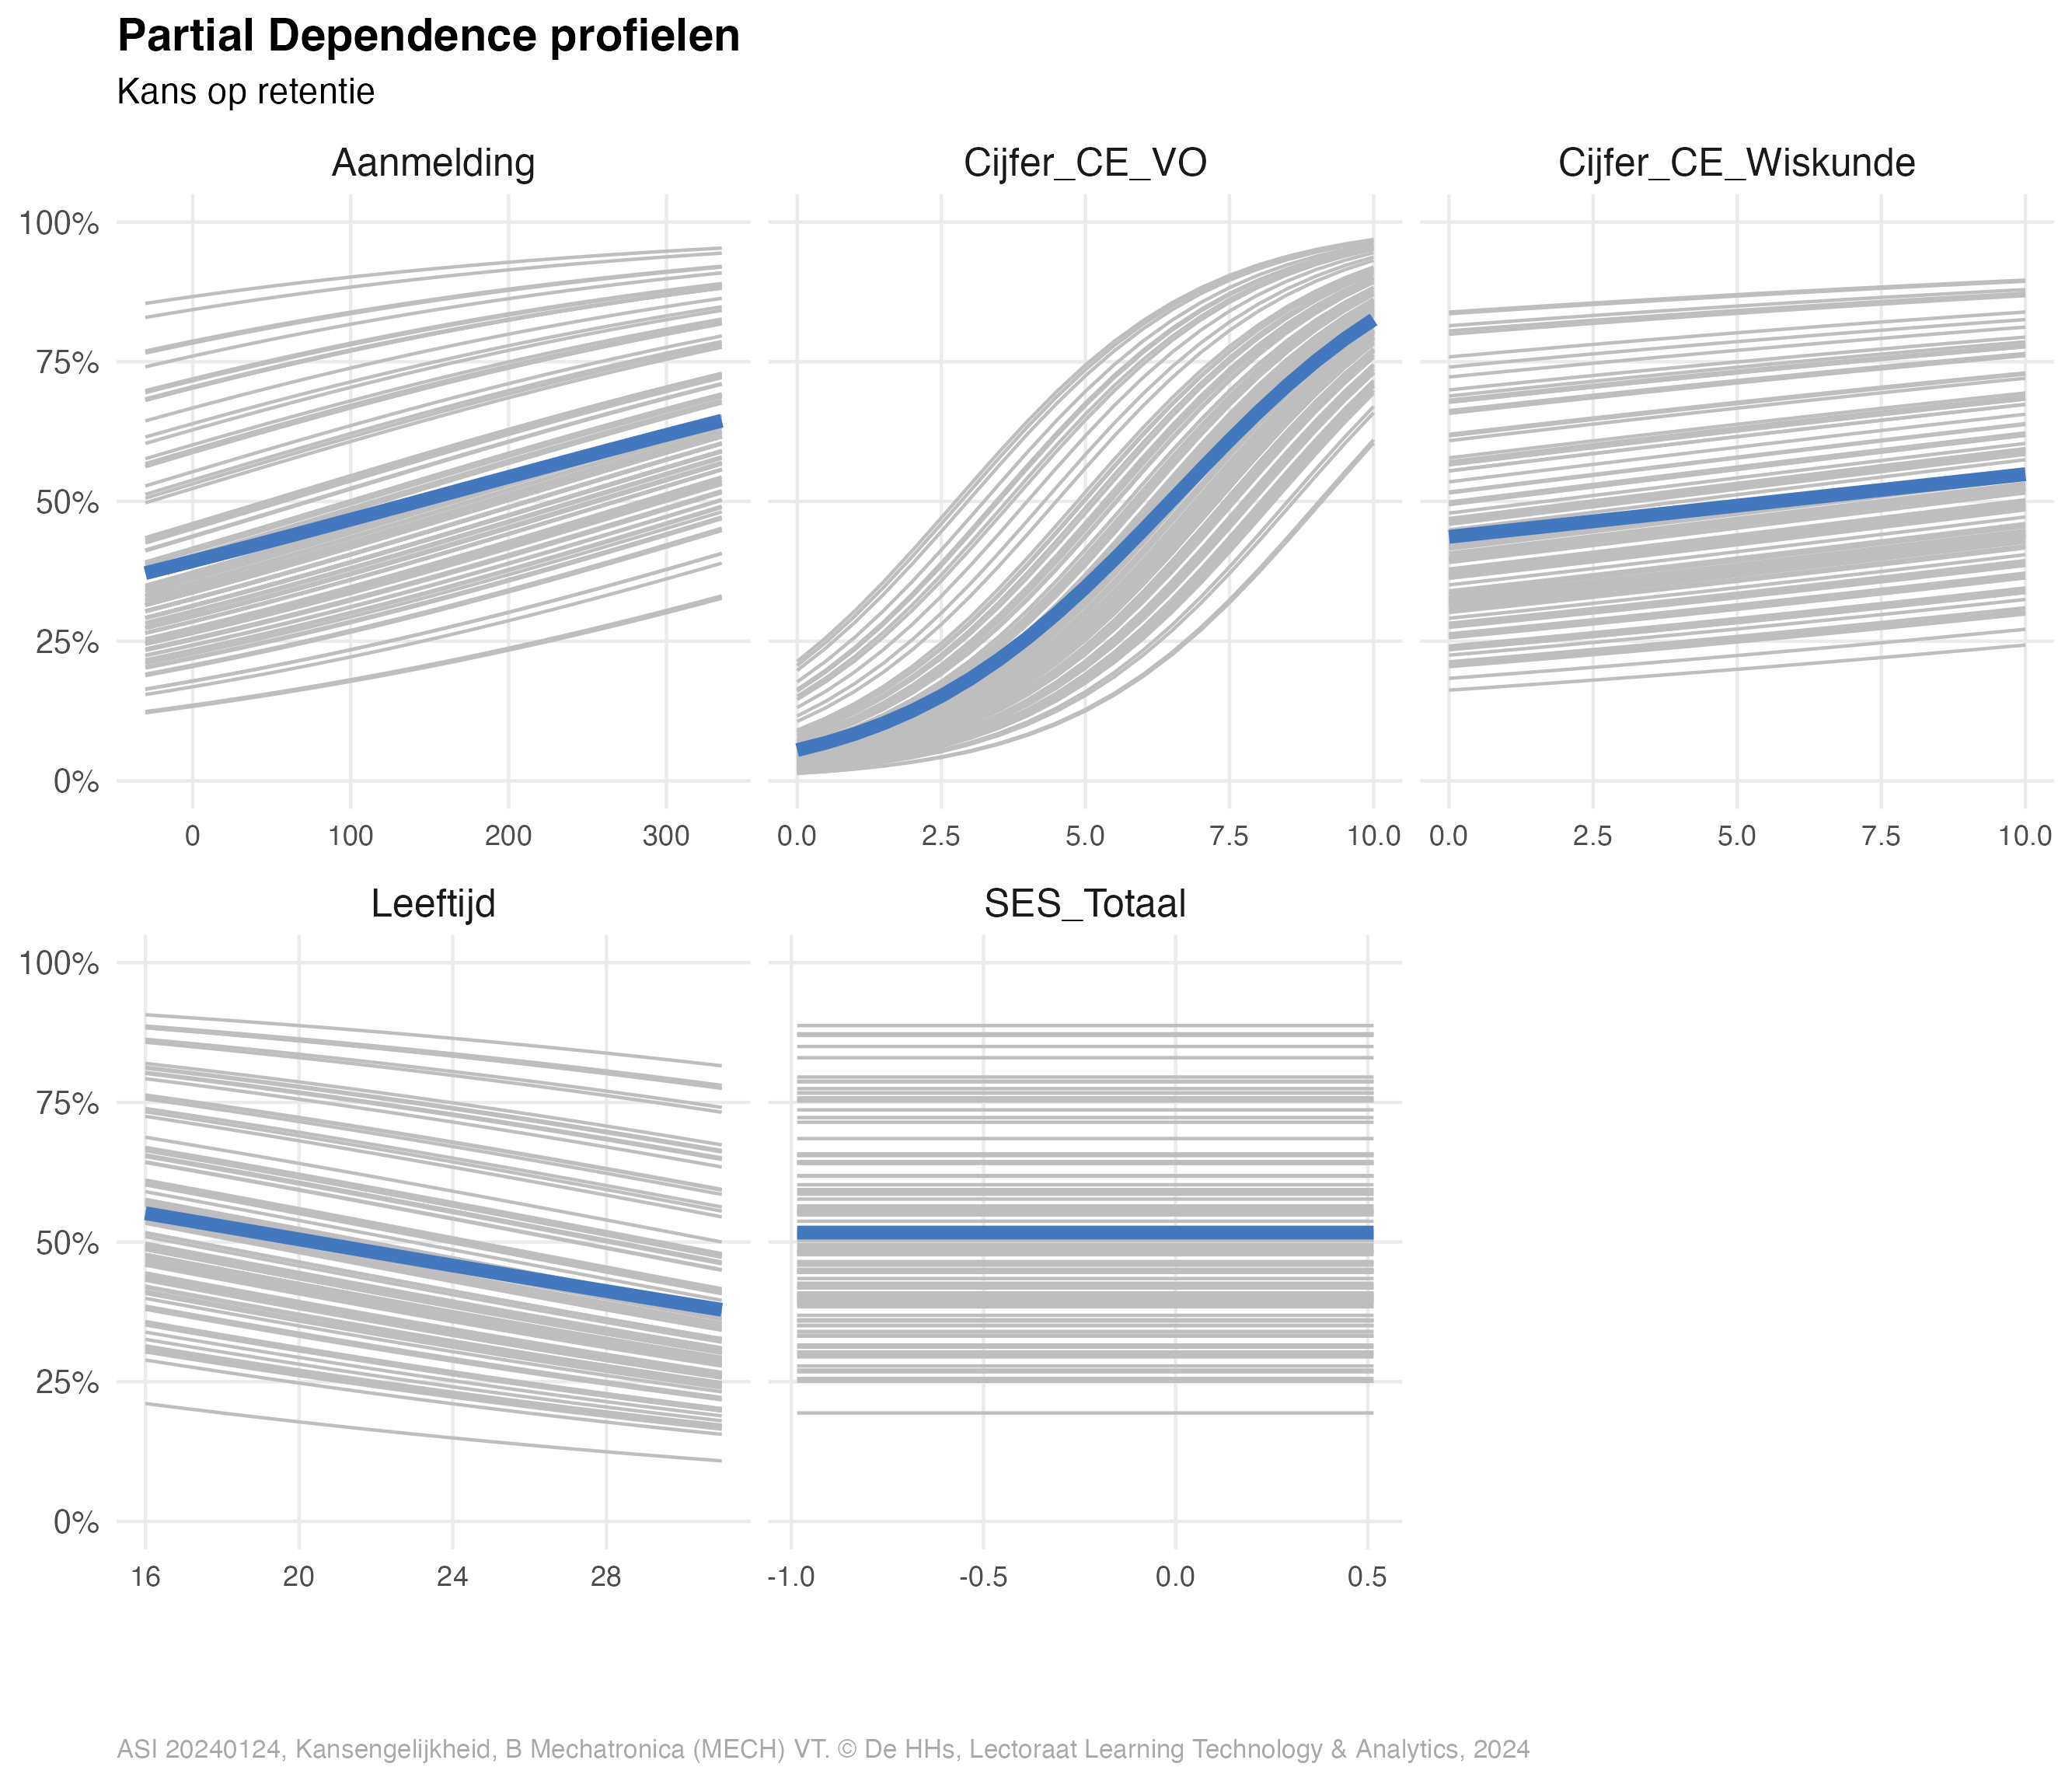 Partial Dependence profielen
Kans op retentie
Aanmelding Cijfer_CE_VO Cijfer_CE_Wiskunde
100%
75%
50%
25%
0%
0 100 200 300 0.0 2.5 5.0 7.5 10.0 0.0 2.5 5.0 7.5 10.0
Leeftijd SES_Totaal
100%
75%
50%
25%
0%
16 20 24 28 -1.0 -0.5 0.0 0.5
ASI 20240124, Kansengelijkheid, B Mechatronica (MECH) VT. © De HHs, Lectoraat Learning Technology & Analytics, 2024